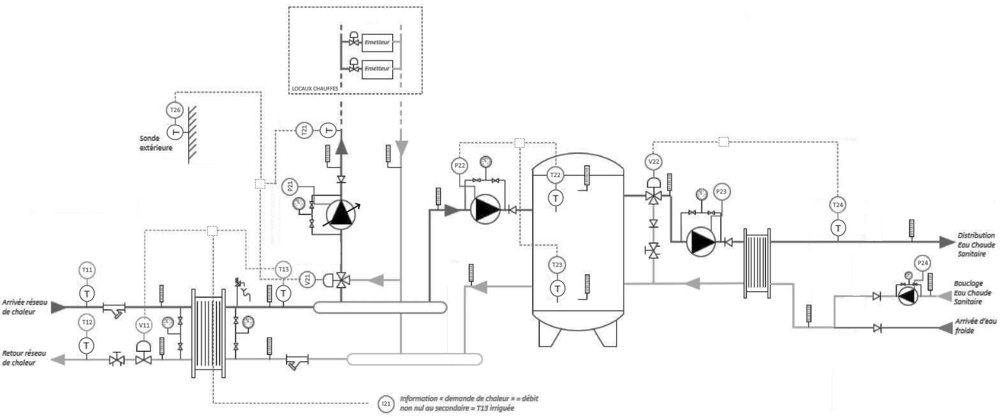 Emetteur
Emetteur
LOCAUX CHAUFFES
T26
T
Sonde
extérieure
T21
T
P21
V21
P22
T22
T
T23
T
V22
P23
T24
T
Distribution
Eau Chaude
Sanitaire
P24
Bouclage
Eau Chaude
Sanitaire
Arrivée d'eau
froide
T11
T
T13
T
Arrivée réseau
de chaleur
T12
T
V11
Retour réseau
de chaleur
I21
Information « demande de chaleur » = débit
non nul au secondaire = T13 irriguée